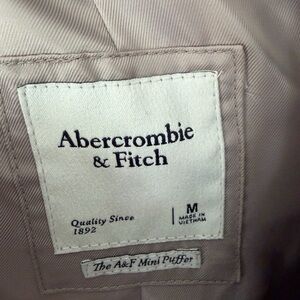 Abercrombie
& Fitch
Quality Since
1892
M
MADE IN
VIETNAM
The A&F Mini Puffer